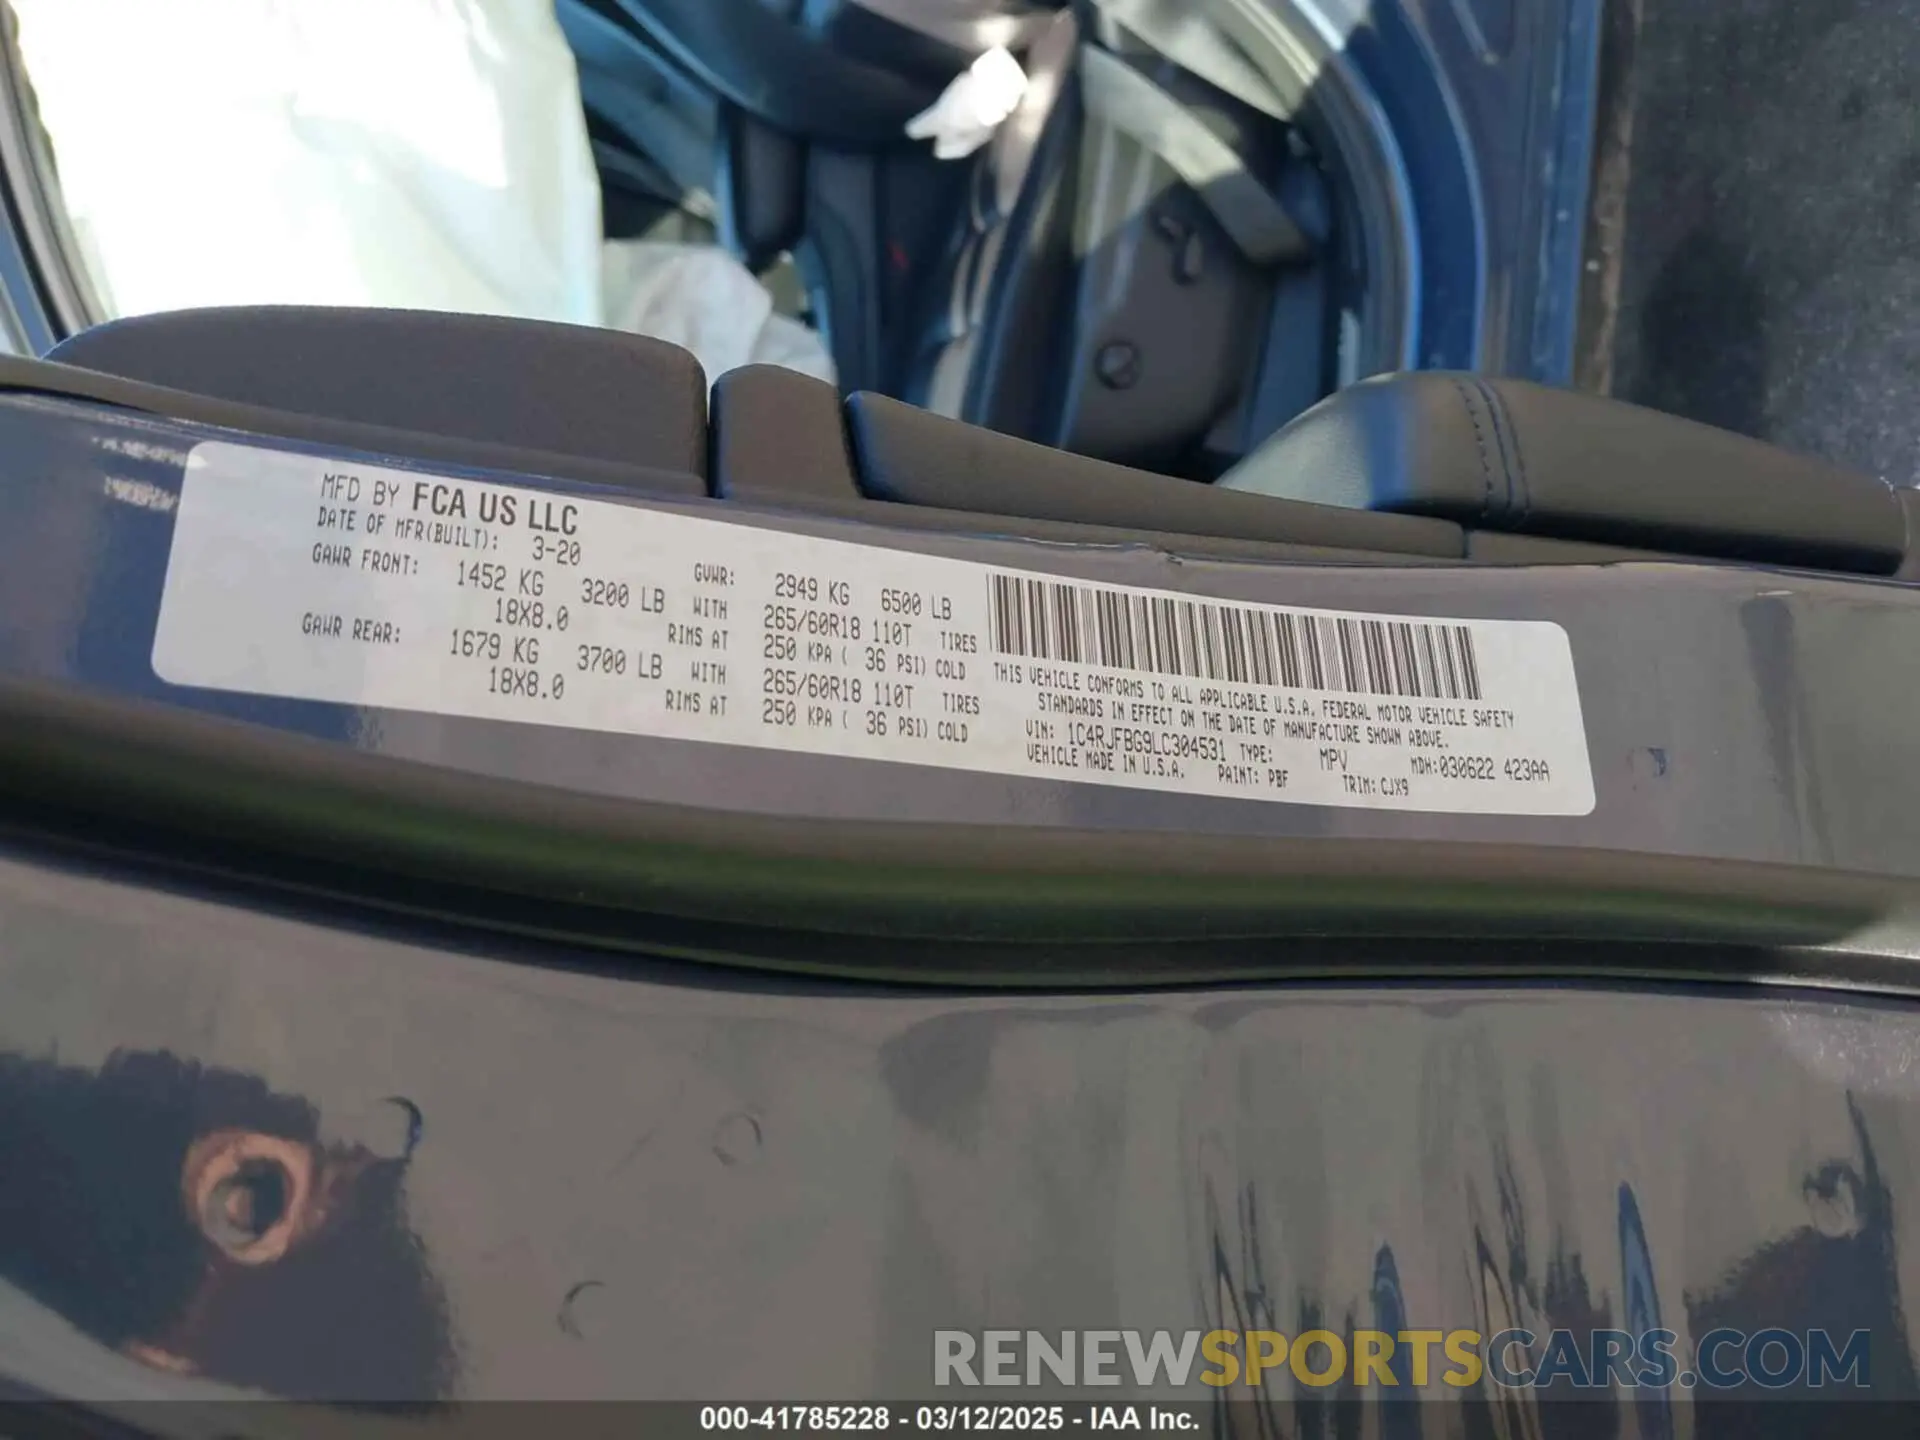 MFD BY FCA US LLC
DATE OF MFR(BUILT): 3-20
GVWR: 2949 KG 6500 LB
GAWR FRONT: 1452 KG 3200 LB WITH 265/60R18 110T TIRES
18X8.0 RIMS AT 250 KPA ( 36 PSI) COLD
GAWR REAR: 1679 KG 3700 LB WITH 265/60R18 110T TIRES
18X8.0 RIMS AT 250 KPA ( 36 PSI) COLD
THIS VEHICLE CONFORMS TO ALL APPLICABLE U.S.A. FEDERAL MOTOR VEHICLE SAFETY
STANDARDS IN EFFECT ON THE DATE OF MANUFACTURE SHOWN ABOVE.
VIN: 1C4RJFBG9LC304531 TYPE: MPV MDH:030622 423AA
VEHICLE MADE IN U.S.A. PAINT: PBF TRIM: CJX9
RENEWSPORTSCARS.COM
000-41785228 - 03/12/2025 - IAA Inc.